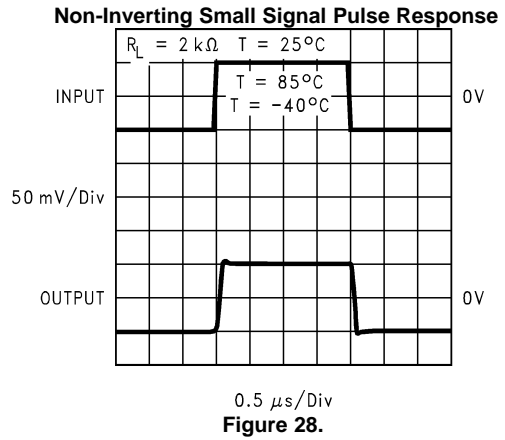 Non-Inverting Small Signal Pulse Response
R_L = 2 kΩ T = 25°C
T = 85°C
T = -40°C
INPUT
0V
50 mV/Div
OUTPUT
0V
0.5 μs/Div
Figure 28.